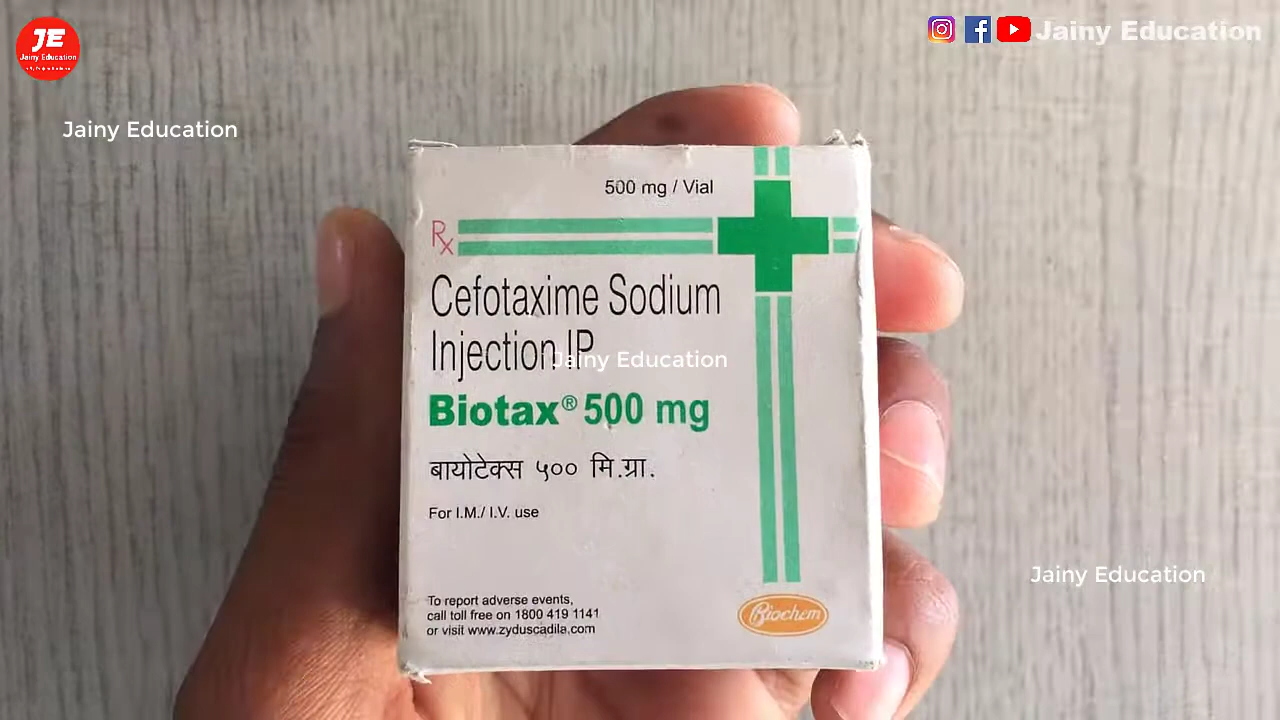 JE
Jainy Education
Jainy Education
Jainy Education
500 mg / Vial
Rx
Cefotaxime Sodium
Injection IP
Jainy Education
Biotax® 500 mg
बायोटेक्स ५०० मि.ग्रा.
For I.M./ I.V. use
Jainy Education
To report adverse events,
call toll free on 1800 419 1141
or visit www.zyduscadila.com
Biochem